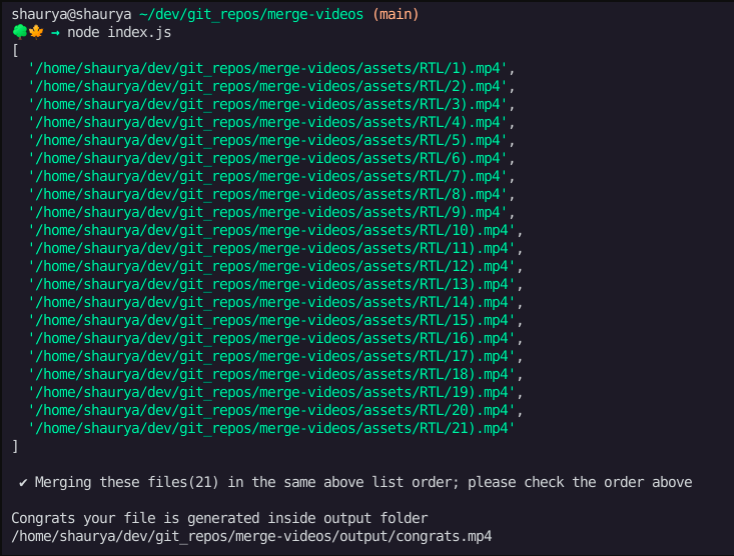 shaurya@shaurya ~/dev/git_repos/merge-videos (main)
🌳🍁 → node index.js
[
  '/home/shaurya/dev/git_repos/merge-videos/assets/RTL/1).mp4',
  '/home/shaurya/dev/git_repos/merge-videos/assets/RTL/2).mp4',
  '/home/shaurya/dev/git_repos/merge-videos/assets/RTL/3).mp4',
  '/home/shaurya/dev/git_repos/merge-videos/assets/RTL/4).mp4',
  '/home/shaurya/dev/git_repos/merge-videos/assets/RTL/5).mp4',
  '/home/shaurya/dev/git_repos/merge-videos/assets/RTL/6).mp4',
  '/home/shaurya/dev/git_repos/merge-videos/assets/RTL/7).mp4',
  '/home/shaurya/dev/git_repos/merge-videos/assets/RTL/8).mp4',
  '/home/shaurya/dev/git_repos/merge-videos/assets/RTL/9).mp4',
  '/home/shaurya/dev/git_repos/merge-videos/assets/RTL/10).mp4',
  '/home/shaurya/dev/git_repos/merge-videos/assets/RTL/11).mp4',
  '/home/shaurya/dev/git_repos/merge-videos/assets/RTL/12).mp4',
  '/home/shaurya/dev/git_repos/merge-videos/assets/RTL/13).mp4',
  '/home/shaurya/dev/git_repos/merge-videos/assets/RTL/14).mp4',
  '/home/shaurya/dev/git_repos/merge-videos/assets/RTL/15).mp4',
  '/home/shaurya/dev/git_repos/merge-videos/assets/RTL/16).mp4',
  '/home/shaurya/dev/git_repos/merge-videos/assets/RTL/17).mp4',
  '/home/shaurya/dev/git_repos/merge-videos/assets/RTL/18).mp4',
  '/home/shaurya/dev/git_repos/merge-videos/assets/RTL/19).mp4',
  '/home/shaurya/dev/git_repos/merge-videos/assets/RTL/20).mp4',
  '/home/shaurya/dev/git_repos/merge-videos/assets/RTL/21).mp4'
]
✔ Merging these files(21) in the same above list order; please check the order above
Congrats your file is generated inside output folder
/home/shaurya/dev/git_repos/merge-videos/output/congrats.mp4